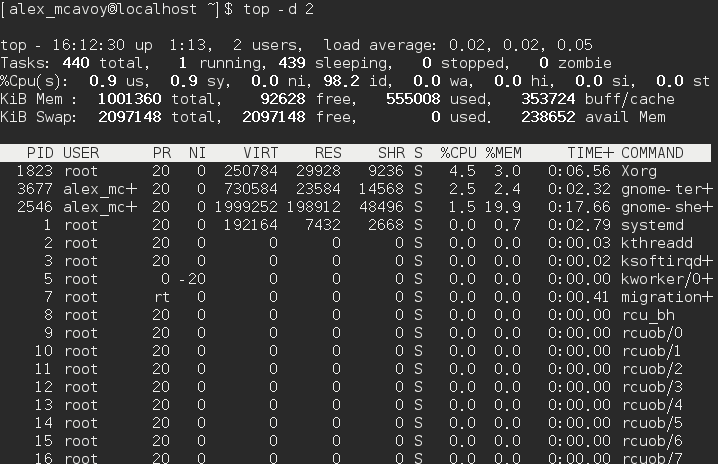 [alex_mcavoy@localhost ~]$ top -d 2
top - 16:12:30 up  1:13,  2 users,  load average: 0.02, 0.02, 0.05
Tasks: 440 total,   1 running, 439 sleeping,   0 stopped,   0 zombie
%Cpu(s):  0.9 us,  0.9 sy,  0.0 ni, 98.2 id,  0.0 wa,  0.0 hi,  0.0 si,  0.0 st
KiB Mem :  1001360 total,    92628 free,   555008 used,   353724 buff/cache
KiB Swap:  2097148 total,  2097148 free,        0 used.   238652 avail Mem
PID USER      PR  NI    VIRT    RES    SHR S  %CPU %MEM     TIME+ COMMAND
1823 root      20   0  250784  29928   9236 S   4.5  3.0   0:06.56 Xorg
3677 alex_mc+  20   0  730584  23584  14568 S   2.5  2.4   0:02.32 gnome-ter+
2546 alex_mc+  20   0 1999252 198912  48496 S   1.5 19.9   0:17.66 gnome-she+
1 root      20   0  192164   7432   2668 S   0.0  0.7   0:02.79 systemd
2 root      20   0       0      0      0 S   0.0  0.0   0:00.03 kthreadd
3 root      20   0       0      0      0 S   0.0  0.0   0:00.02 ksoftirqd+
5 root       0 -20       0      0      0 S   0.0  0.0   0:00.00 kworker/0+
7 root      rt   0       0      0      0 S   0.0  0.0   0:00.41 migration+
8 root      20   0       0      0      0 S   0.0  0.0   0:00.00 rcu_bh
9 root      20   0       0      0      0 S   0.0  0.0   0:00.00 rcuob/0
10 root      20   0       0      0      0 S   0.0  0.0   0:00.00 rcuob/1
11 root      20   0       0      0      0 S   0.0  0.0   0:00.00 rcuob/2
12 root      20   0       0      0      0 S   0.0  0.0   0:00.00 rcuob/3
13 root      20   0       0      0      0 S   0.0  0.0   0:00.00 rcuob/4
14 root      20   0       0      0      0 S   0.0  0.0   0:00.00 rcuob/5
15 root      20   0       0      0      0 S   0.0  0.0   0:00.00 rcuob/6
16 root      20   0       0      0      0 S   0.0  0.0   0:00.00 rcuob/7